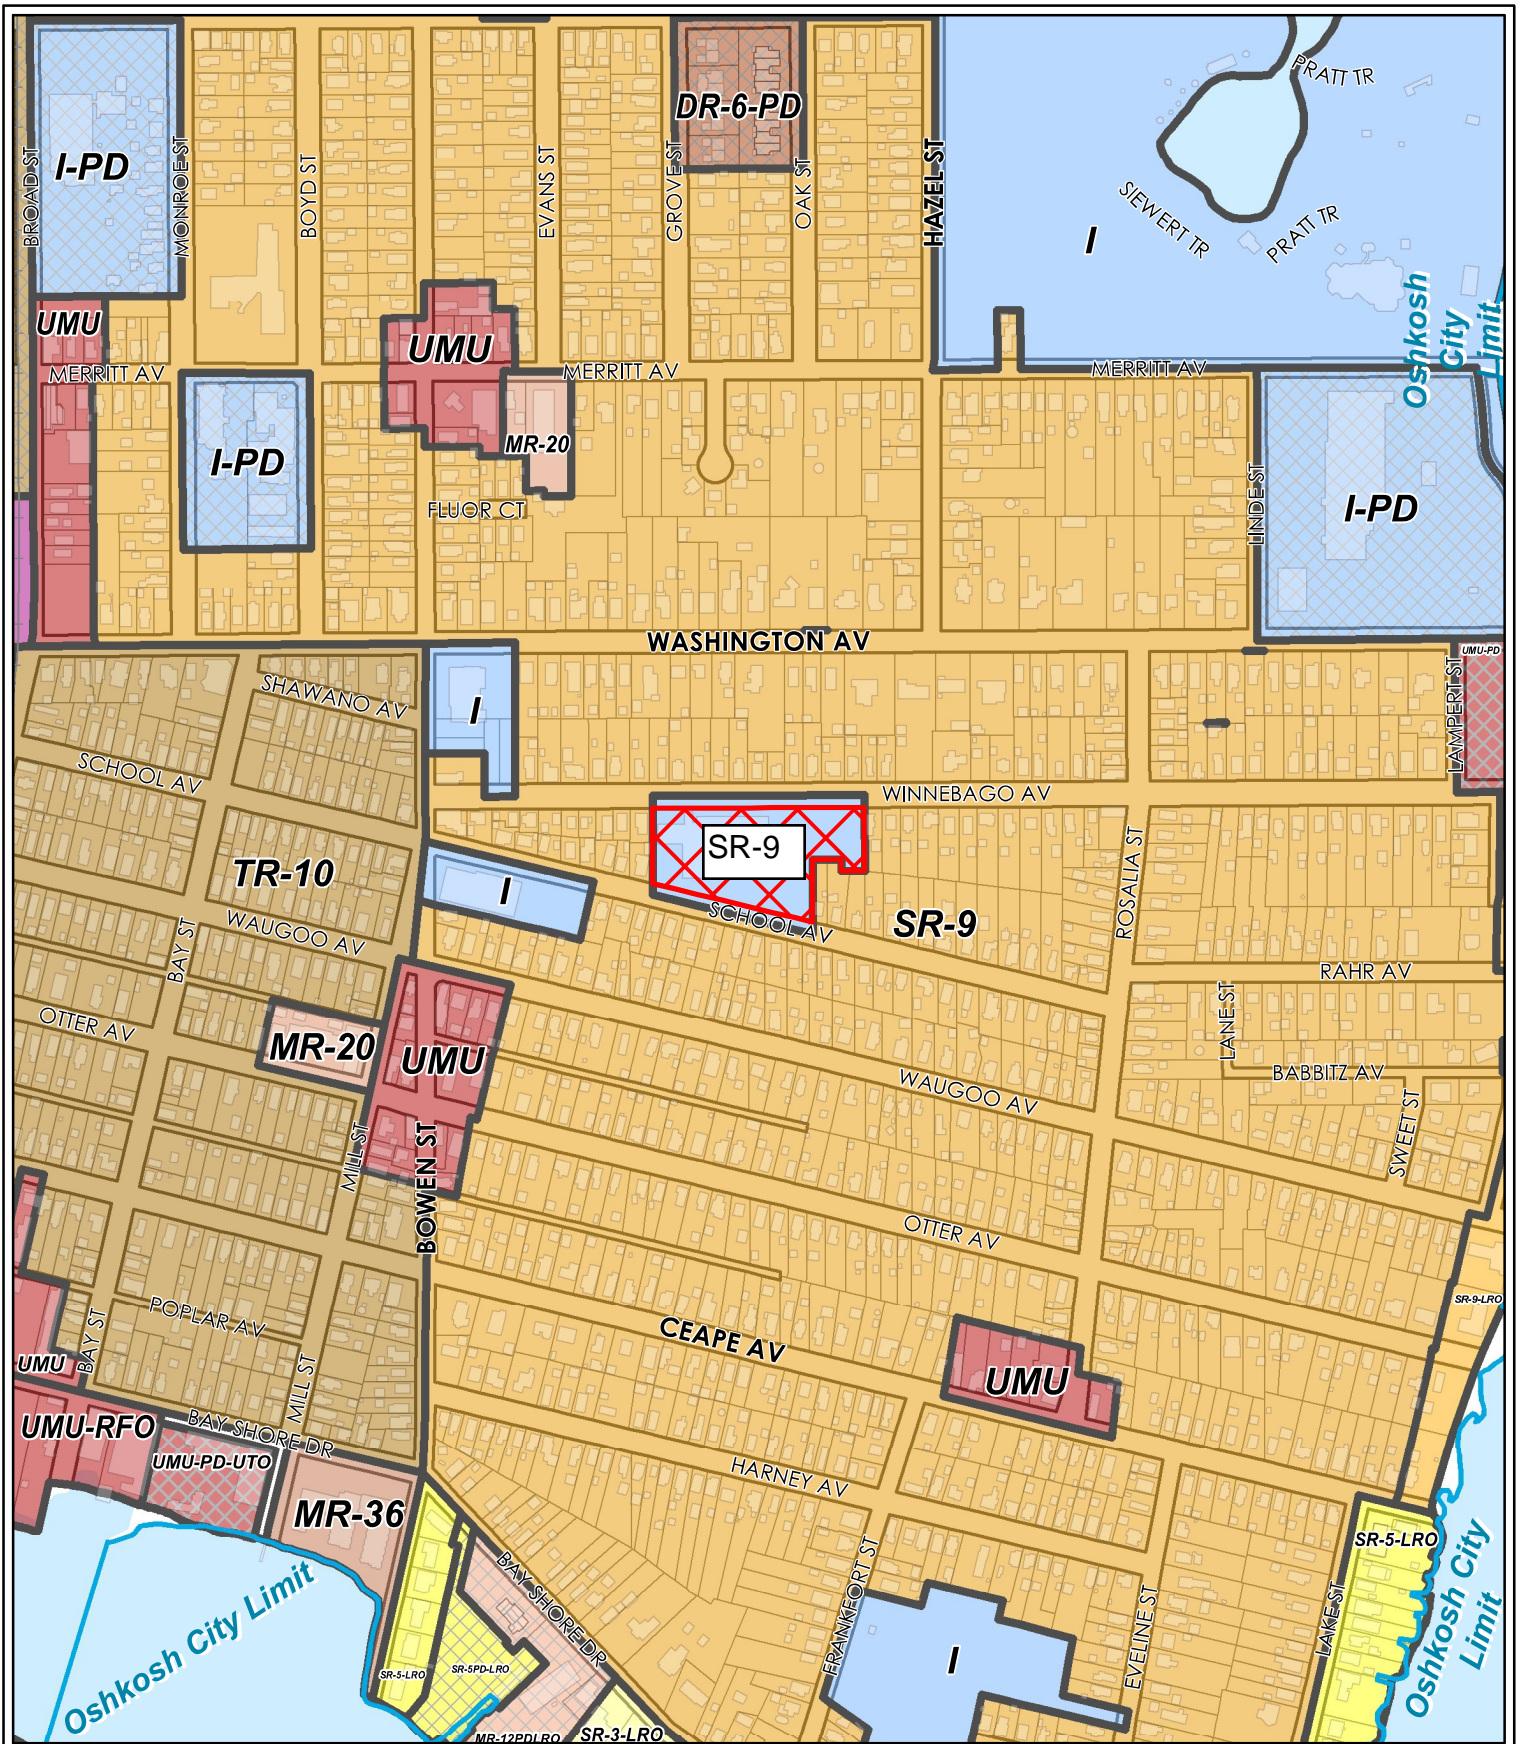 PRATT TR
DR-6-PD
I-PD
BROAD ST
MONROE ST
BOYD ST
EVANS ST
GROVE ST
OAK ST
HAZEL ST
SIEWERT TR
PRATT TR
I
Oshkosh
City
Limit
UMU
UMU
MERRITT AV
MERRITT AV
MERRITT AV
MR-20
I-PD
LINDE ST
I-PD
FLUOR CT
WASHINGTON AV
UMU-PD
LAMPERT ST
SHAWANO AV
I
SCHOOL AV
WINNEBAGO AV
SR-9
ROSALIA ST
TR-10
I
SCHOOL AV
SR-9
WAUGOO AV
BAY ST
RAHR AV
LANE ST
OTTER AV
MR-20
UMU
WAUGOO AV
BABBITZ AV
SWEET ST
MILL ST
BOWEN ST
OTTER AV
SR-9-LRO
POPLAR AV
BAY ST
CEAPE AV
UMU
MILL ST
UMU
UMU-RFO
BAY SHORE DR
UMU-PD-UTO
HARNEY AV
MR-36
SR-5-LRO
Oshkosh City Limit
BAY SHORE DR
FRANKFORT ST
EVELINE ST
LAKE ST
Oshkosh City
Limit
SR-5-LRO
SR-5PD-LRO
I
MR-12PDLRO
SR-3-LRO